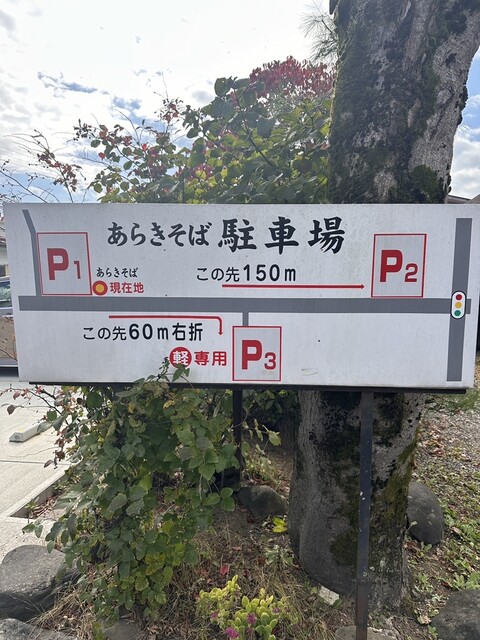 あらきそば 駐車場
P1
あらきそば
現在地
この先150m
P2
この先60m右折
軽専用
P3